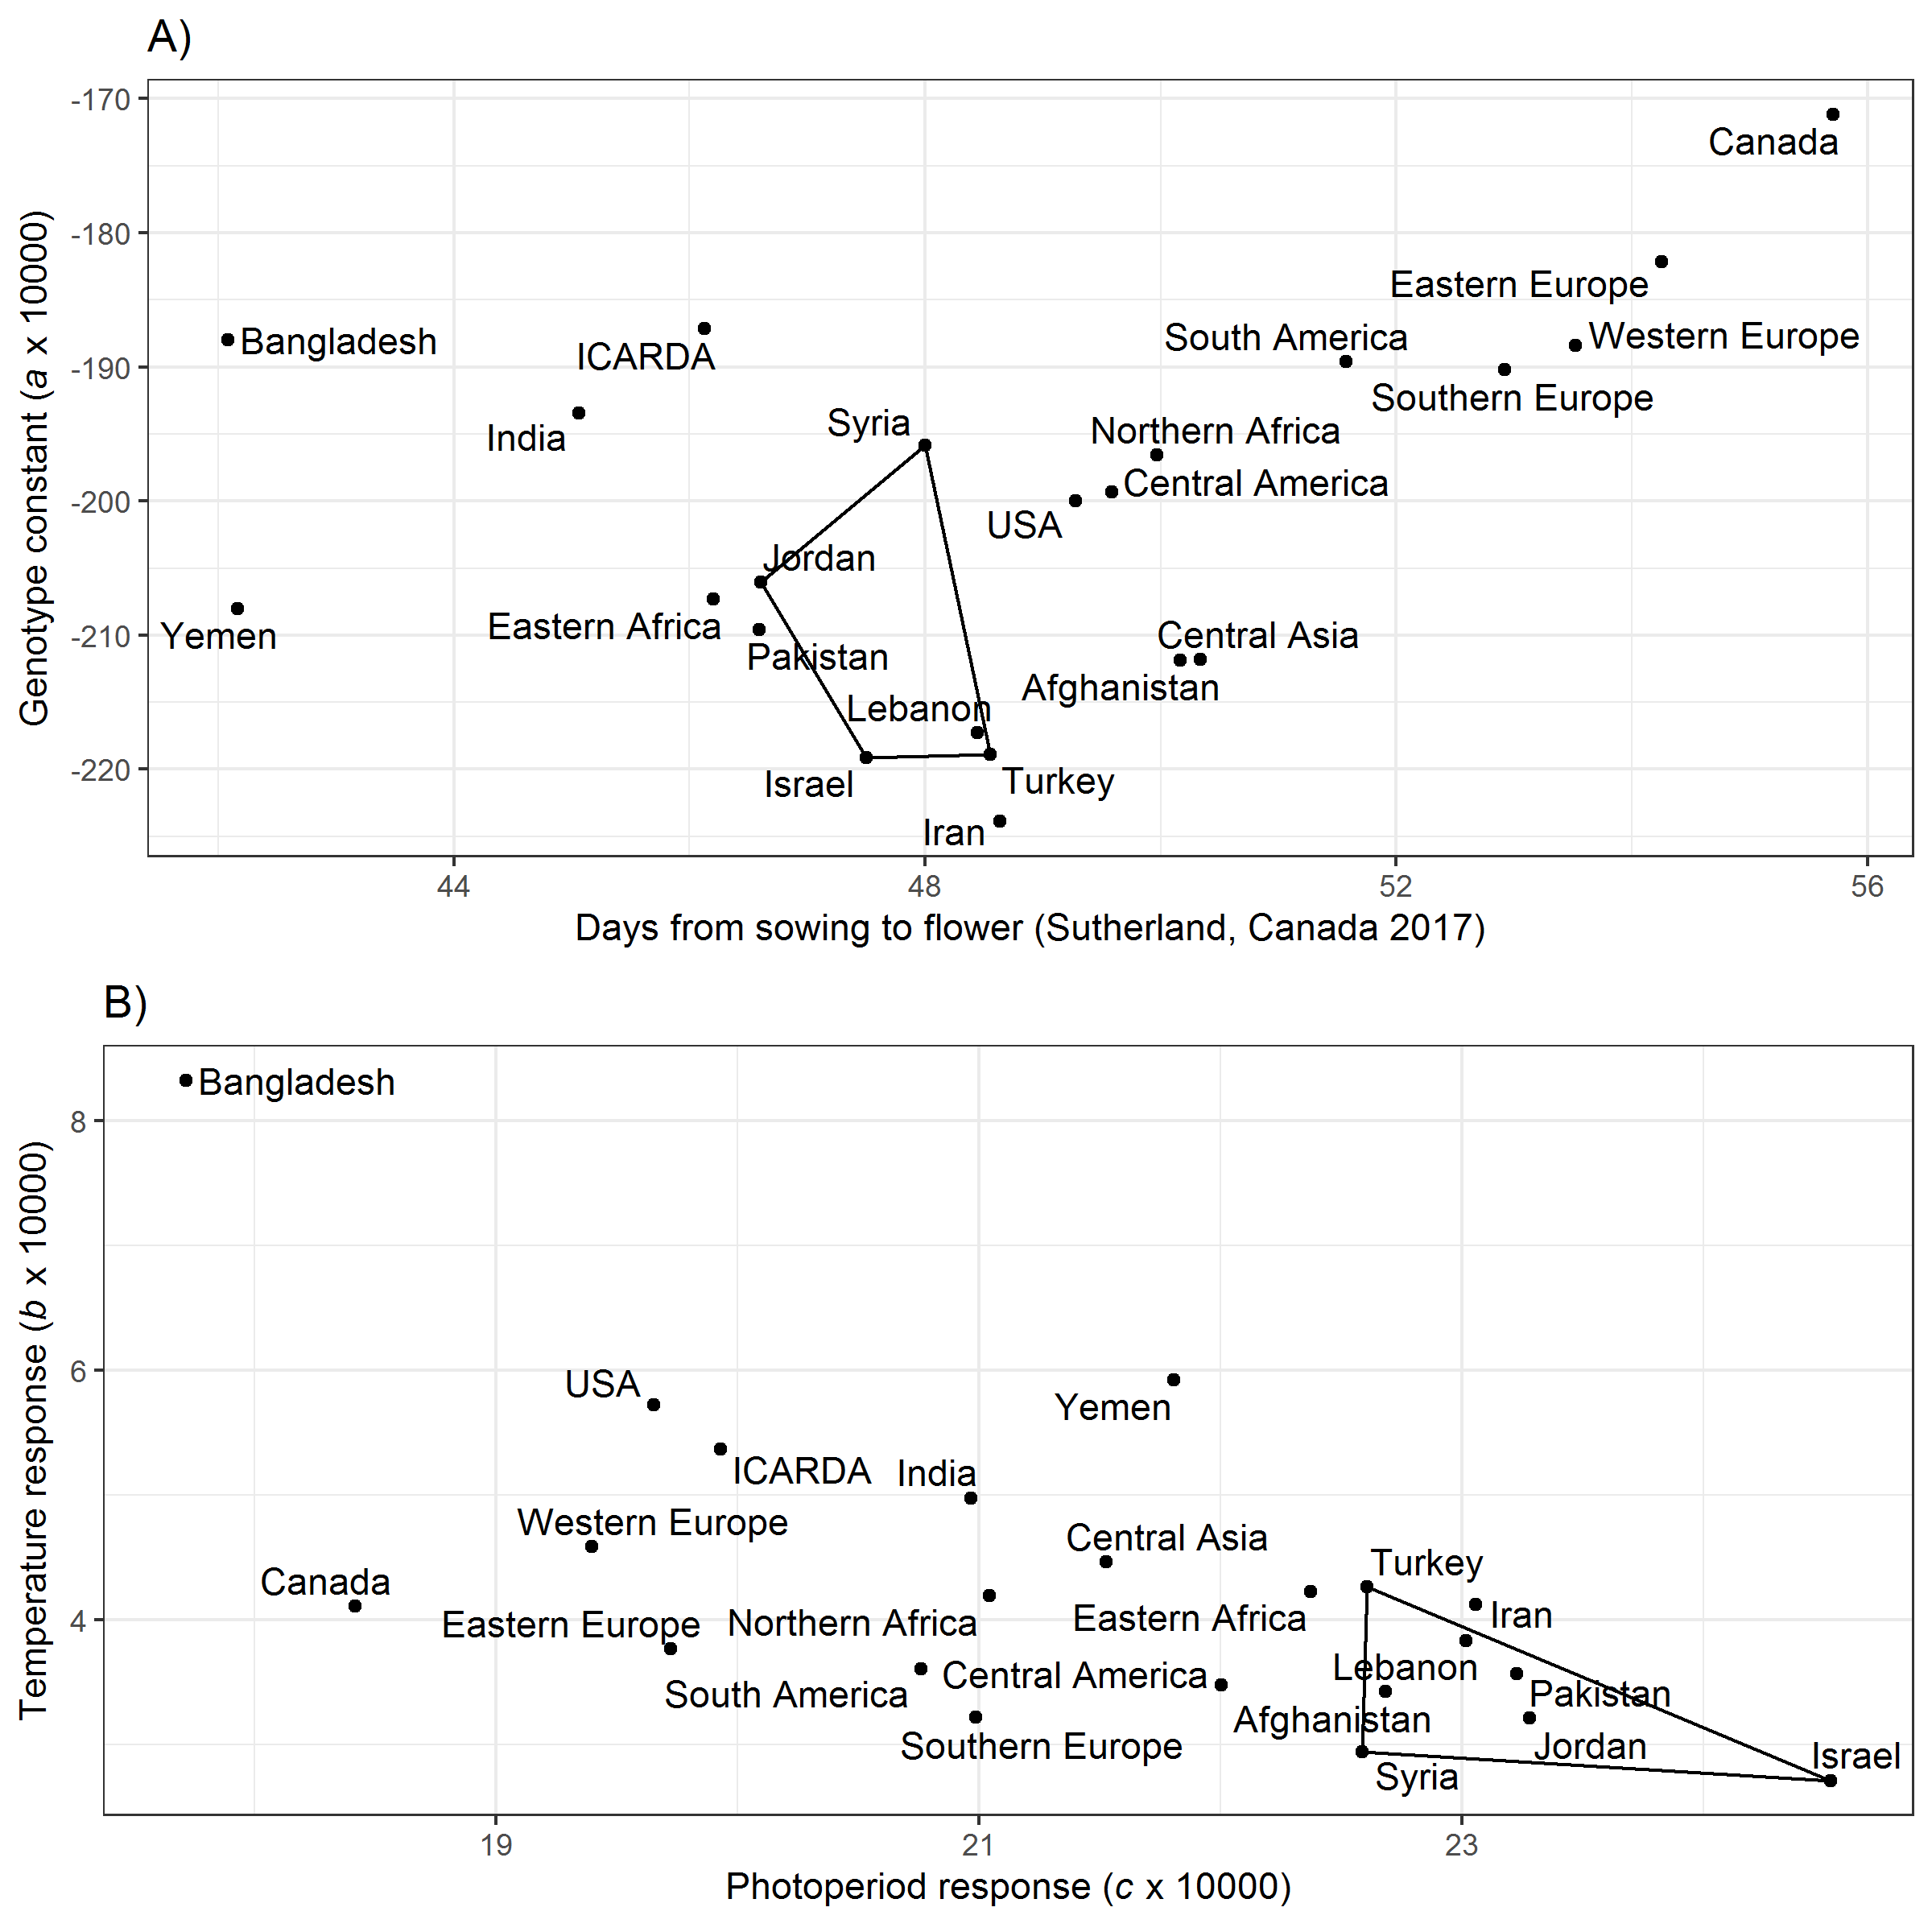 A)
-170
-180
-190
-200
-210
-220
Genotype constant (a x 10000)
Canada
Eastern Europe
Western Europe
South America
Southern Europe
Bangladesh
ICARDA
India
Syria
Northern Africa
Central America
USA
Jordan
Eastern Africa
Yemen
Pakistan
Central Asia
Afghanistan
Lebanon
Israel
Turkey
Iran
44
48
52
56
Days from sowing to flower (Sutherland, Canada 2017)
B)
8
6
4
Temperature response (b x 10000)
Bangladesh
USA
Yemen
ICARDA
India
Western Europe
Central Asia
Turkey
Canada
Eastern Europe
Northern Africa
Eastern Africa
Iran
South America
Central America
Lebanon
Pakistan
Afghanistan
Southern Europe
Jordan
Israel
Syria
19
21
23
Photoperiod response (c x 10000)